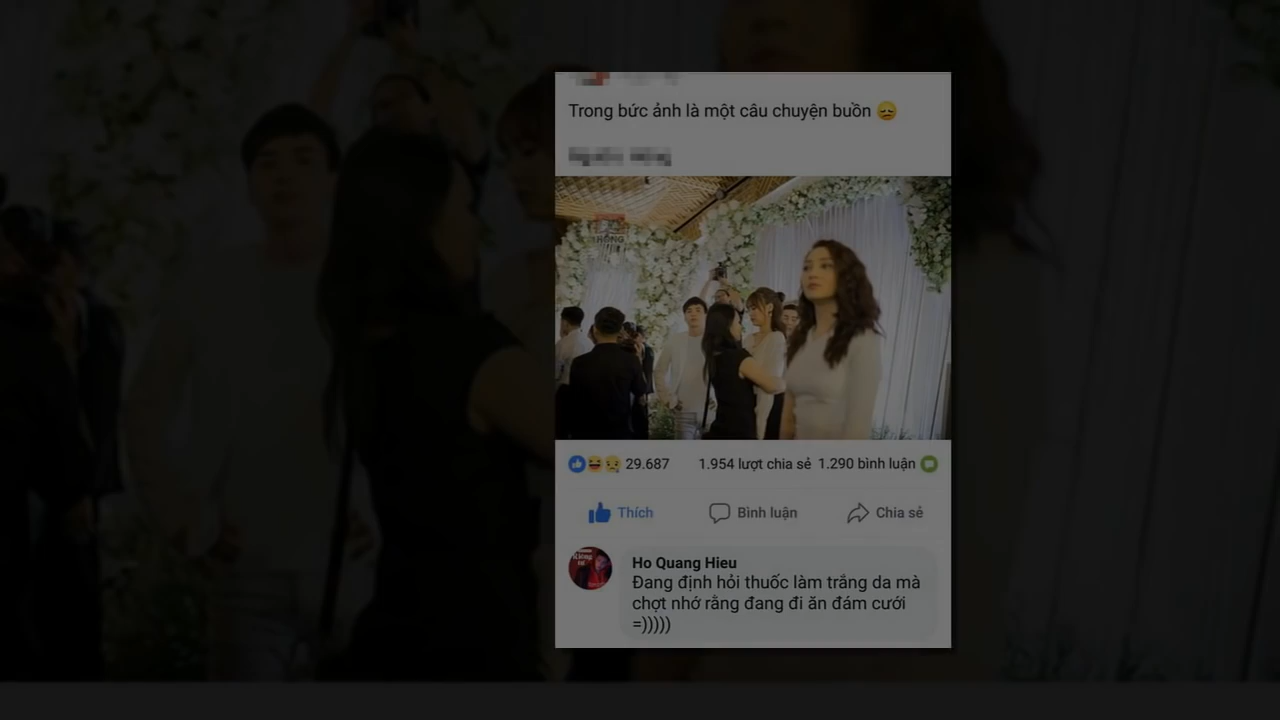 Trong bức ảnh là một câu chuyện buồn
29.687 1.954 lượt chia sẻ 1.290 bình luận
Thích Bình luận Chia sẻ
Ho Quang Hieu
Đang định hỏi thuốc làm trắng da mà
chợt nhớ rằng đang đi ăn đám cưới
=)))))